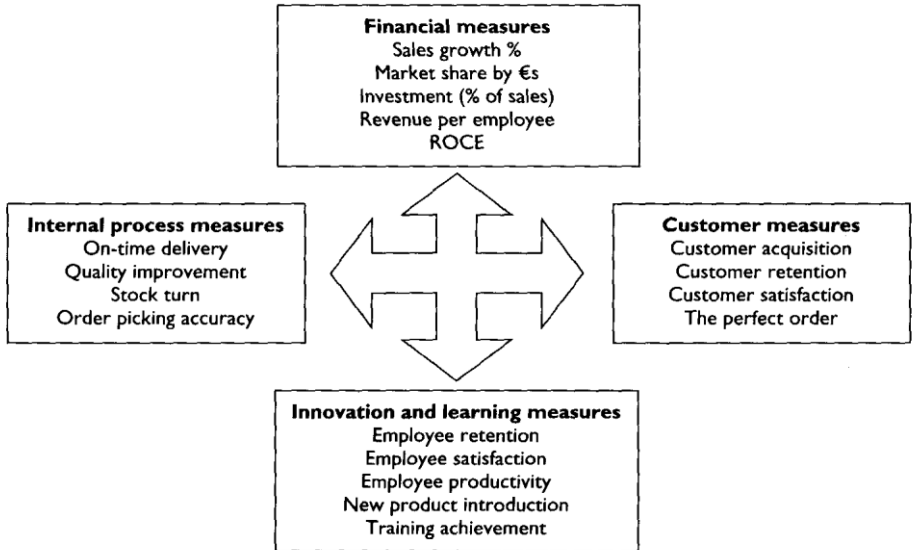 Financial measures
Sales growth %
Market share by €s
Investment (% of sales)
Revenue per employee
ROCE
Internal process measures
On-time delivery
Quality improvement
Stock turn
Order picking accuracy
Customer measures
Customer acquisition
Customer retention
Customer satisfaction
The perfect order
Innovation and learning measures
Employee retention
Employee satisfaction
Employee productivity
New product introduction
Training achievement